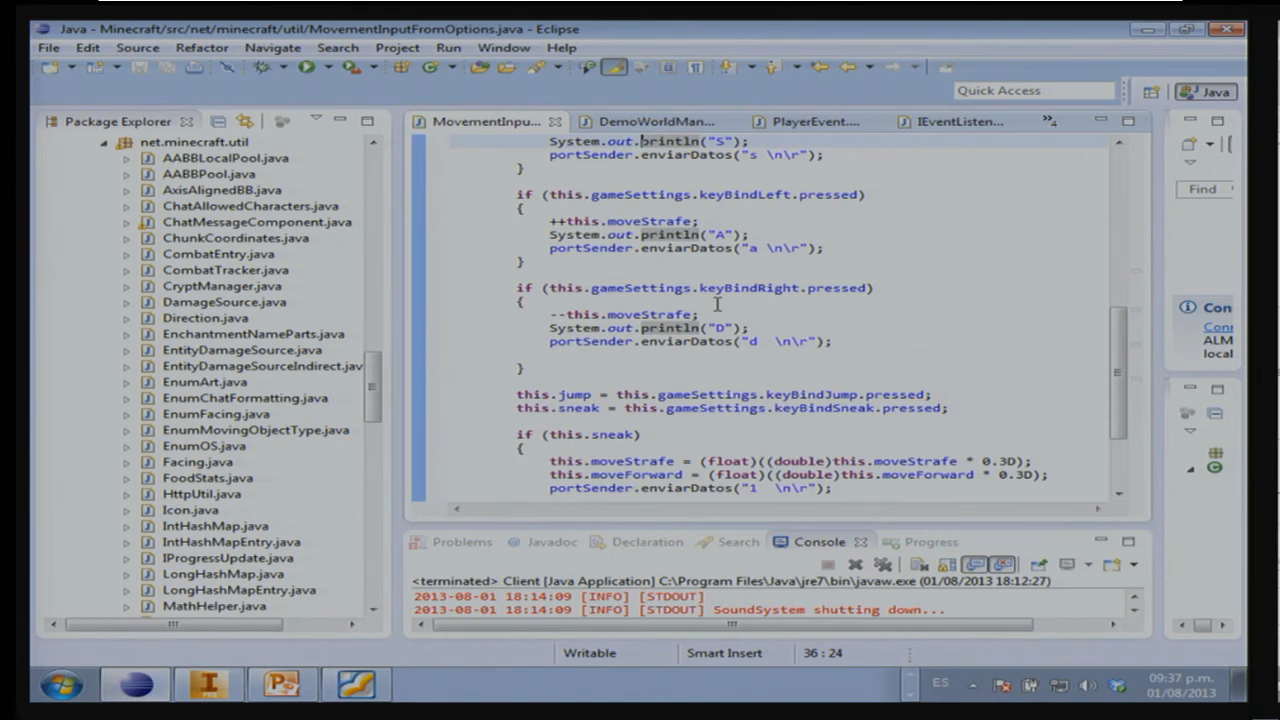 Java - Minecraft/src/net/minecraft/util/MovementInputFromOptions.java - Eclipse
File Edit Source Refactor Navigate Search Project Run Window Help
Quick Access
Java
Package Explorer
MovementInpu...
DemoWorldMan...
PlayerEvent....
IEventListen...
»4
net.minecraft.util
AABBLocalPool.java
AABBPool.java
AxisAlignedBB.java
ChatAllowedCharacters.java
ChatMessageComponent.java
ChunkCoordinates.java
CombatEntry.java
CombatTracker.java
CryptManager.java
DamageSource.java
Direction.java
EnchantmentNameParts.java
EntityDamageSource.java
EntityDamageSourceIndirect.jav
EnumArt.java
EnumChatFormatting.java
EnumFacing.java
EnumMovingObjectType.java
EnumOS.java
Facing.java
FoodStats.java
HttpUtil.java
Icon.java
IntHashMap.java
IntHashMapEntry.java
IProgressUpdate.java
LongHashMap.java
LongHashMapEntry.java
MathHelper.java
System.out.println("S");
portSender.enviarDatos("s \n\r");
}
if (this.gameSettings.keyBindLeft.pressed)
{
++this.moveStrafe;
System.out.println("A");
portSender.enviarDatos("a \n\r");
}
if (this.gameSettings.keyBindRight.pressed)
{
--this.moveStrafe;
System.out.println("D");
portSender.enviarDatos("d  \n\r");
}
this.jump = this.gameSettings.keyBindJump.pressed;
this.sneak = this.gameSettings.keyBindSneak.pressed;
if (this.sneak)
{
this.moveStrafe = (float)((double)this.moveStrafe * 0.3D);
this.moveForward = (float)((double)this.moveForward * 0.3D);
portSender.enviarDatos("1  \n\r");
Find
Con
Conn
ALM
local
Problems
Javadoc
Declaration
Search
Console
Progress
<terminated> Client [Java Application] C:\Program Files\Java\jre7\bin\javaw.exe (01/08/2013 18:12:27)
2013-08-01 18:14:09 [INFO] [STDOUT]
2013-08-01 18:14:09 [INFO] [STDOUT] SoundSystem shutting down...
Writable
Smart Insert
36 : 24
ES
09:37 p.m.
01/08/2013